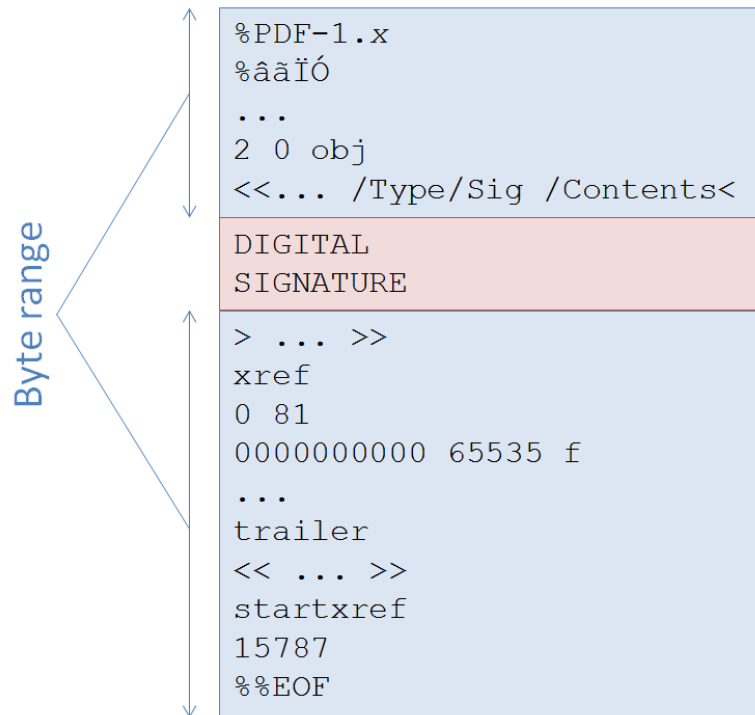 Byte range
%PDF-1.x
%âãÏÓ
...
2 0 obj
<<... /Type/Sig /Contents<
DIGITAL
SIGNATURE
> ... >>
xref
0 81
0000000000 65535 f
...
trailer
<< ... >>
startxref
15787
%%EOF